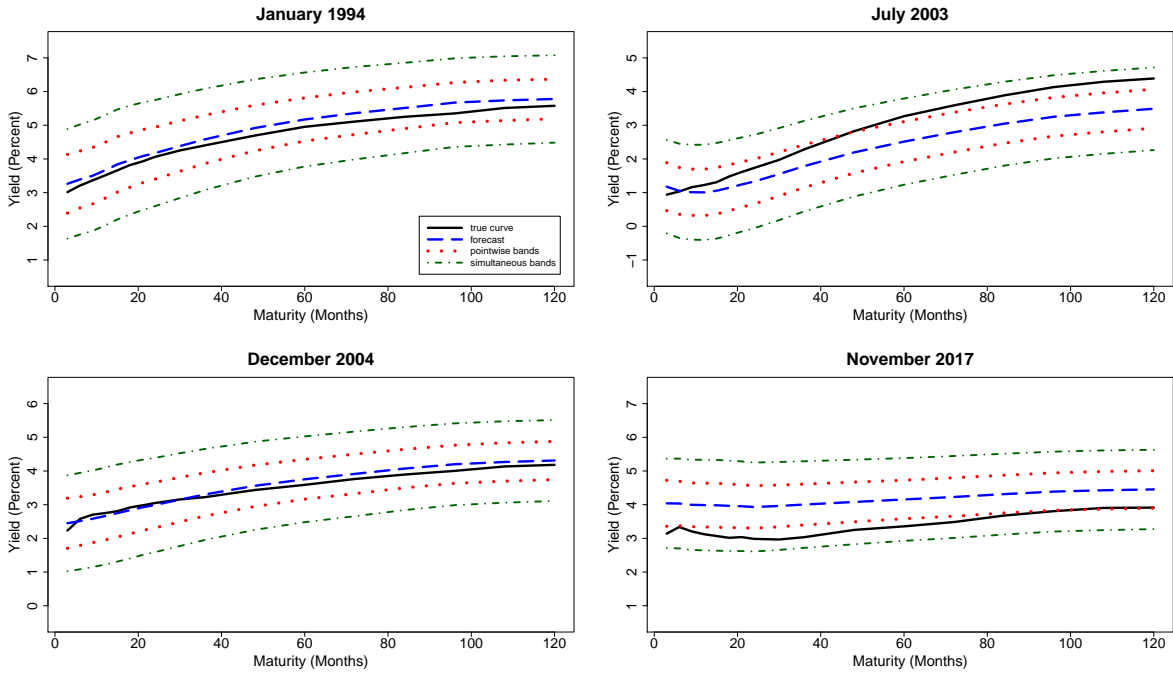 January 1994
Yield (Percent)
7
6
5
4
3
2
1
true curve
forecast
pointwise bands
simultaneous bands
0 20 40 60 80 100 120
Maturity (Months)
July 2003
Yield (Percent)
5
4
3
2
1
0
−1
0 20 40 60 80 100 120
Maturity (Months)
December 2004
Yield (Percent)
6
5
4
3
2
1
0
0 20 40 60 80 100 120
Maturity (Months)
November 2017
Yield (Percent)
7
6
5
4
3
2
1
0 20 40 60 80 100 120
Maturity (Months)